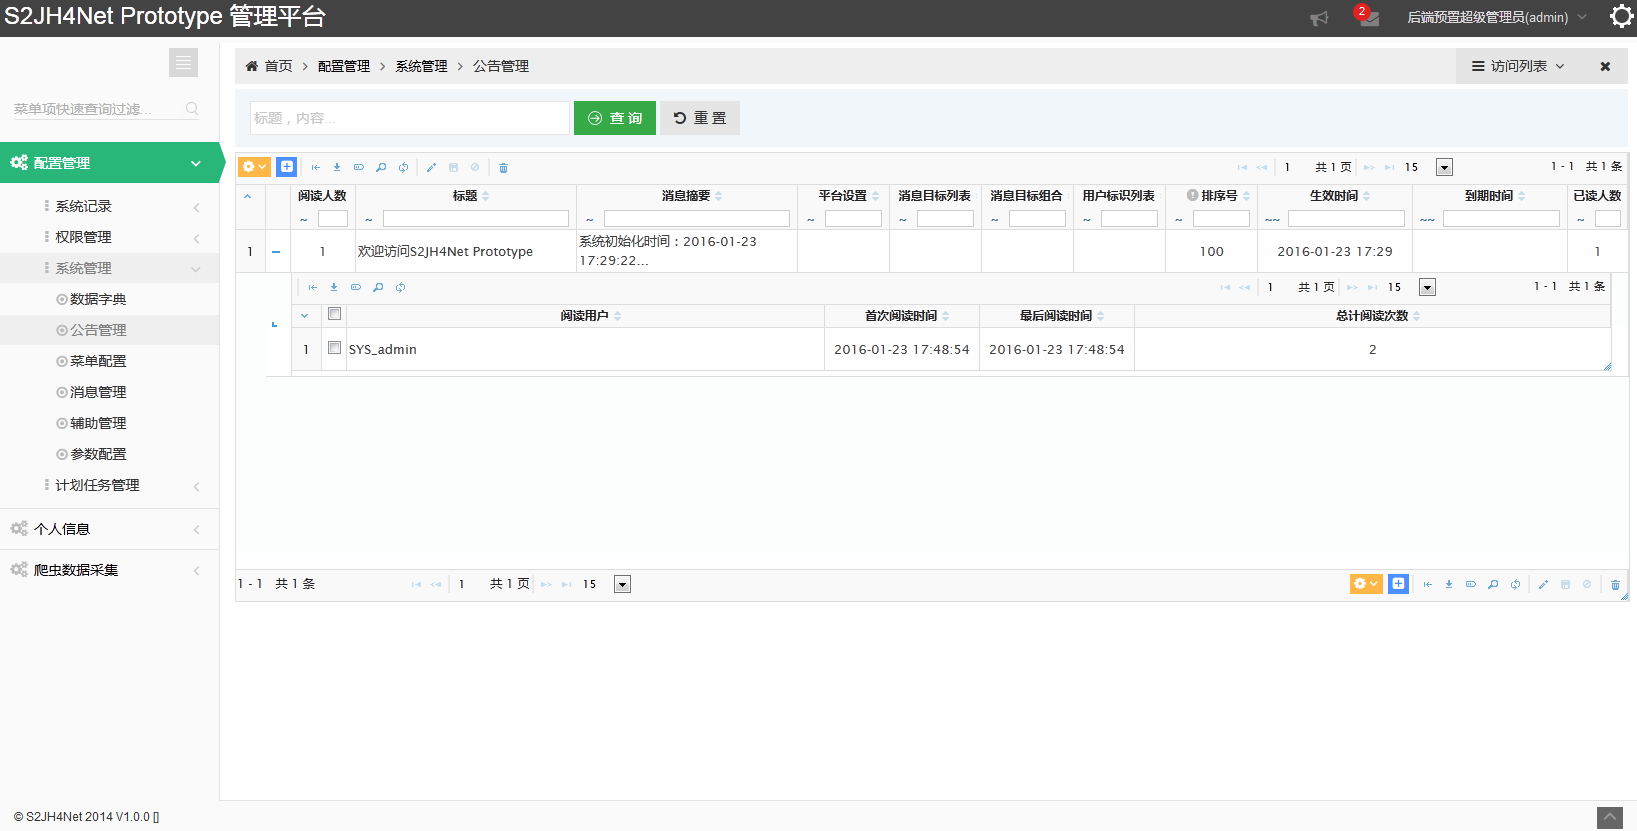 S2JH4Net Prototype 管理平台
2
后端预置超级管理员(admin)
菜单项快速查询过滤...
配置管理
系统记录
权限管理
系统管理
数据字典
公告管理
菜单配置
消息管理
辅助管理
参数配置
计划任务管理
个人信息
爬虫数据采集
首页 > 配置管理 > 系统管理 > 公告管理
访问列表
标题，内容...
查 询
重 置
1 共 1 页 15
1 - 1 共 1 条
阅读人数 标题 消息摘要 平台设置 消息目标列表 消息目标组合 用户标识列表 排序号 生效时间 到期时间 已读人数
~ ~ ~ ~ ~ ~ ~ ~ ~~ ~~ ~
1 1 欢迎访问S2JH4Net Prototype 系统初始化时间：2016-01-23 17:29:22... 100 2016-01-23 17:29 1
1 共 1 页 15
1 - 1 共 1 条
阅读用户 首次阅读时间 最后阅读时间 总计阅读次数
1 SYS_admin 2016-01-23 17:48:54 2016-01-23 17:48:54 2
1 - 1 共 1 条
1 共 1 页 15
© S2JH4Net 2014 V1.0.0 []